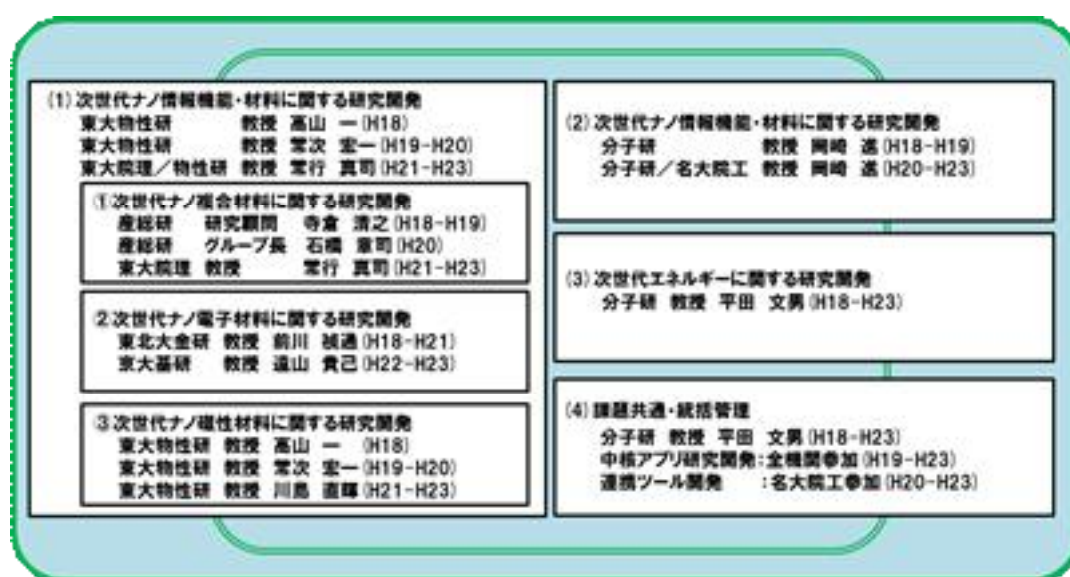 (1)次世代ナノ情報機能・材料に関する研究開発
東大物性研 教授 高山 一(H18)
東大物性研 教授 常次 宏一(H19-H20)
東大院理／物性研 教授 常行 真司(H21-H23)
①次世代ナノ複合材料に関する研究開発
産総研 研究顧問 寺倉 清之(H18-H19)
産総研 グループ長 石橋 章司(H20)
東大院理 教授 常行 真司(H21-H23)
②次世代ナノ電子材料に関する研究開発
東北大金研 教授 前川 禎通(H18-H21)
京大基研 教授 遠山 貴己(H22-H23)
③次世代ナノ磁性材料に関する研究開発
東大物性研 教授 高山 一 (H18)
東大物性研 教授 常次 宏一(H19-H20)
東大物性研 教授 川島 直輝(H21-H23)
(2)次世代ナノ情報機能・材料に関する研究開発
分子研 教授 岡崎 進(H18-H19)
分子研／名大院工 教授 岡崎 進(H20-H23)
(3)次世代エネルギーに関する研究開発
分子研 教授 平田 文男(H18-H23)
(4)課題共通・統括管理
分子研 教授 平田 文男(H18-H23)
中核アプリ研究開発:全機関参加(H19-H23)
連携ツール開発 :名大院工参加(H20-H23)